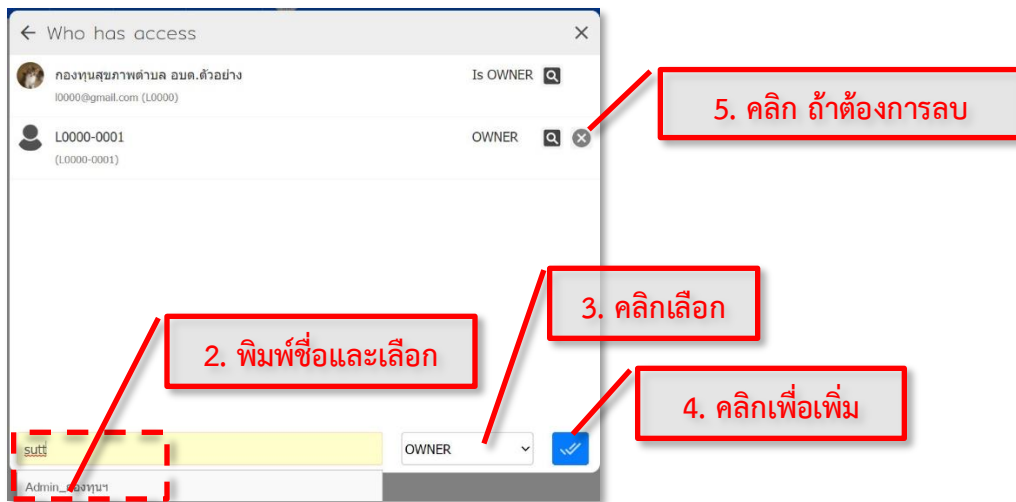 Who has access
กองทุนสุขภาพตำบล อบต.ตัวอย่าง
Is OWNER
l0000@gmail.com (L0000)
5. คลิก ถ้าต้องการลบ
L0000-0001
OWNER
(L0000-0001)
3. คลิกเลือก
2. พิมพ์ชื่อและเลือก
4. คลิกเพื่อเพิ่ม
sutt
OWNER
Admin_กองทุนฯ